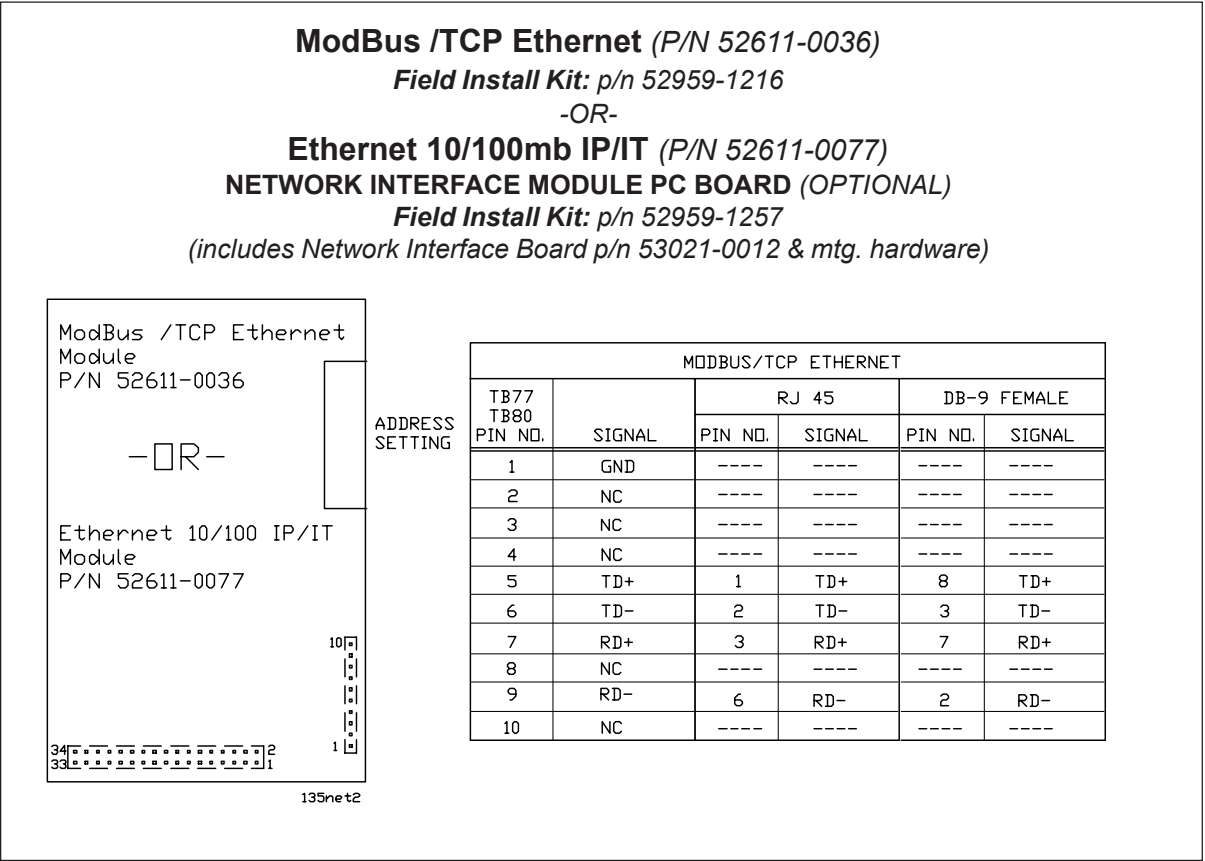 ModBus /TCP Ethernet (P/N 52611-0036)
Field Install Kit: p/n 52959-1216
-OR-
Ethernet 10/100mb IP/IT (P/N 52611-0077)
NETWORK INTERFACE MODULE PC BOARD (OPTIONAL)
Field Install Kit: p/n 52959-1257
(includes Network Interface Board p/n 53021-0012 & mtg. hardware)
ModBus /TCP Ethernet
Module
P/N 52611-0036
-OR-
Ethernet 10/100 IP/IT
Module
P/N 52611-0077
ADDRESS
SETTING
10
1
34 2
33 1
135net2
MODBUS/TCP ETHERNET
TB77 TB80 PIN NO. SIGNAL RJ 45 DB-9 FEMALE
PIN NO. SIGNAL PIN NO. SIGNAL
1 GND ---- ---- ---- ----
2 NC ---- ---- ---- ----
3 NC ---- ---- ---- ----
4 NC ---- ---- ---- ----
5 TD+ 1 TD+ 8 TD+
6 TD- 2 TD- 3 TD-
7 RD+ 3 RD+ 7 RD+
8 NC ---- ---- ---- ----
9 RD- 6 RD- 2 RD-
10 NC ---- ---- ---- ----